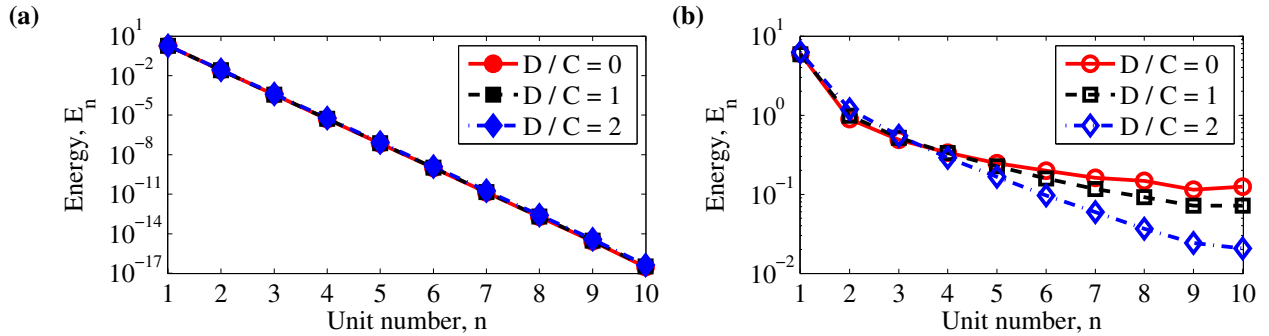 (a)
10^1
10^-2
10^-5
10^-8
10^-11
10^-14
10^-17
Energy, E_n
1 2 3 4 5 6 7 8 9 10
Unit number, n
D / C = 0
D / C = 1
D / C = 2
(b)
10^1
10^0
10^-1
10^-2
Energy, E_n
1 2 3 4 5 6 7 8 9 10
Unit number, n
D / C = 0
D / C = 1
D / C = 2